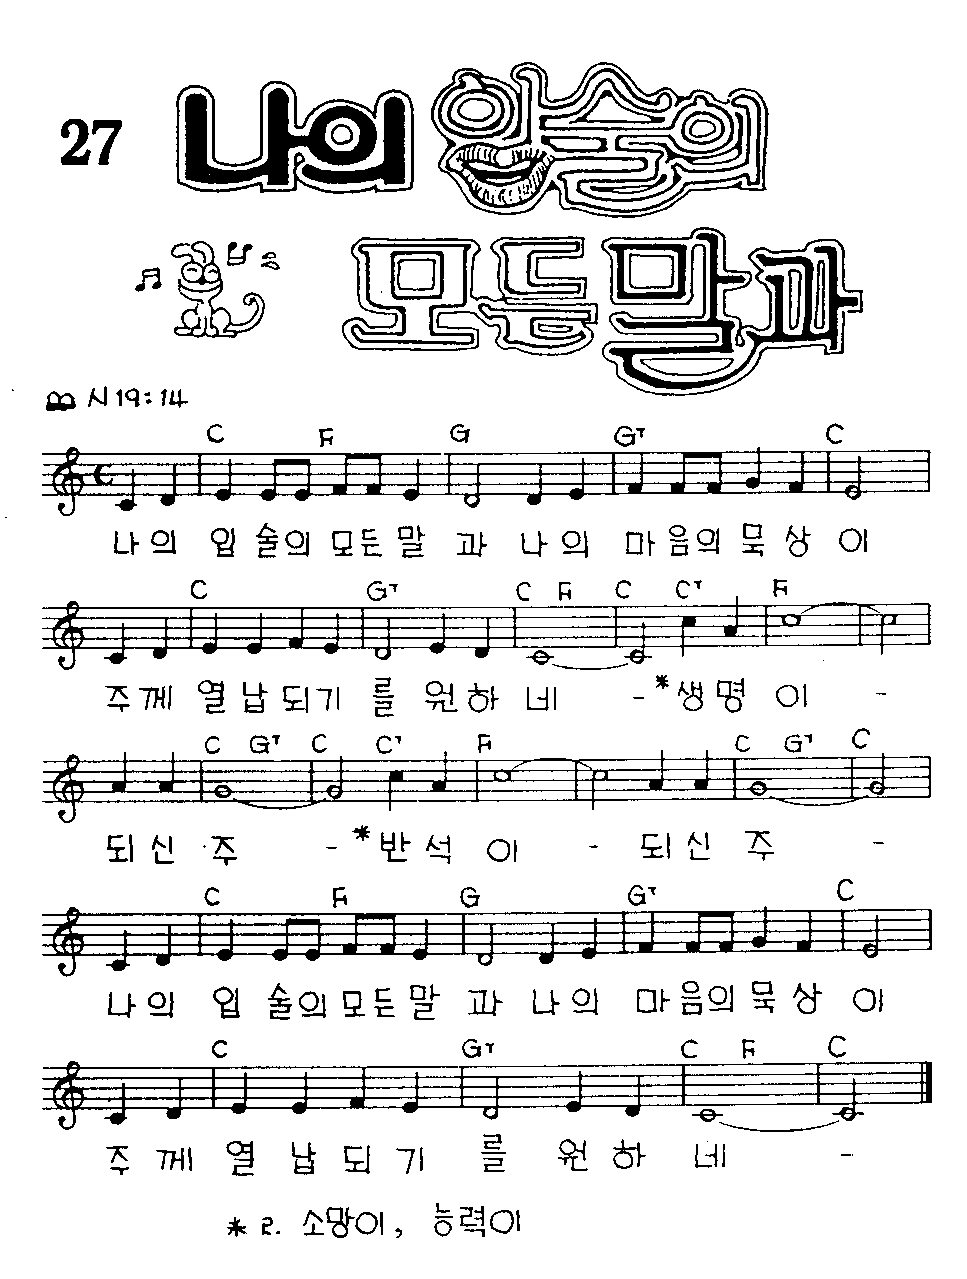 27 나의 입술의
모든 말과
시 19:14
C F G G7 C
나의 입술의 모든 말과 나의 마음의 묵상이
C G7 C F C C7 F
주께 열납되기를 원하네 - *생명이 -
C G7 C C7 F C G7 C
되신 주 - *반석이 - 되신 주 -
C F G G7 C
나의 입술의 모든 말과 나의 마음의 묵상이
C G7 C F C
주께 열납되기를 원하네 -
* 2. 소망이, 능력이